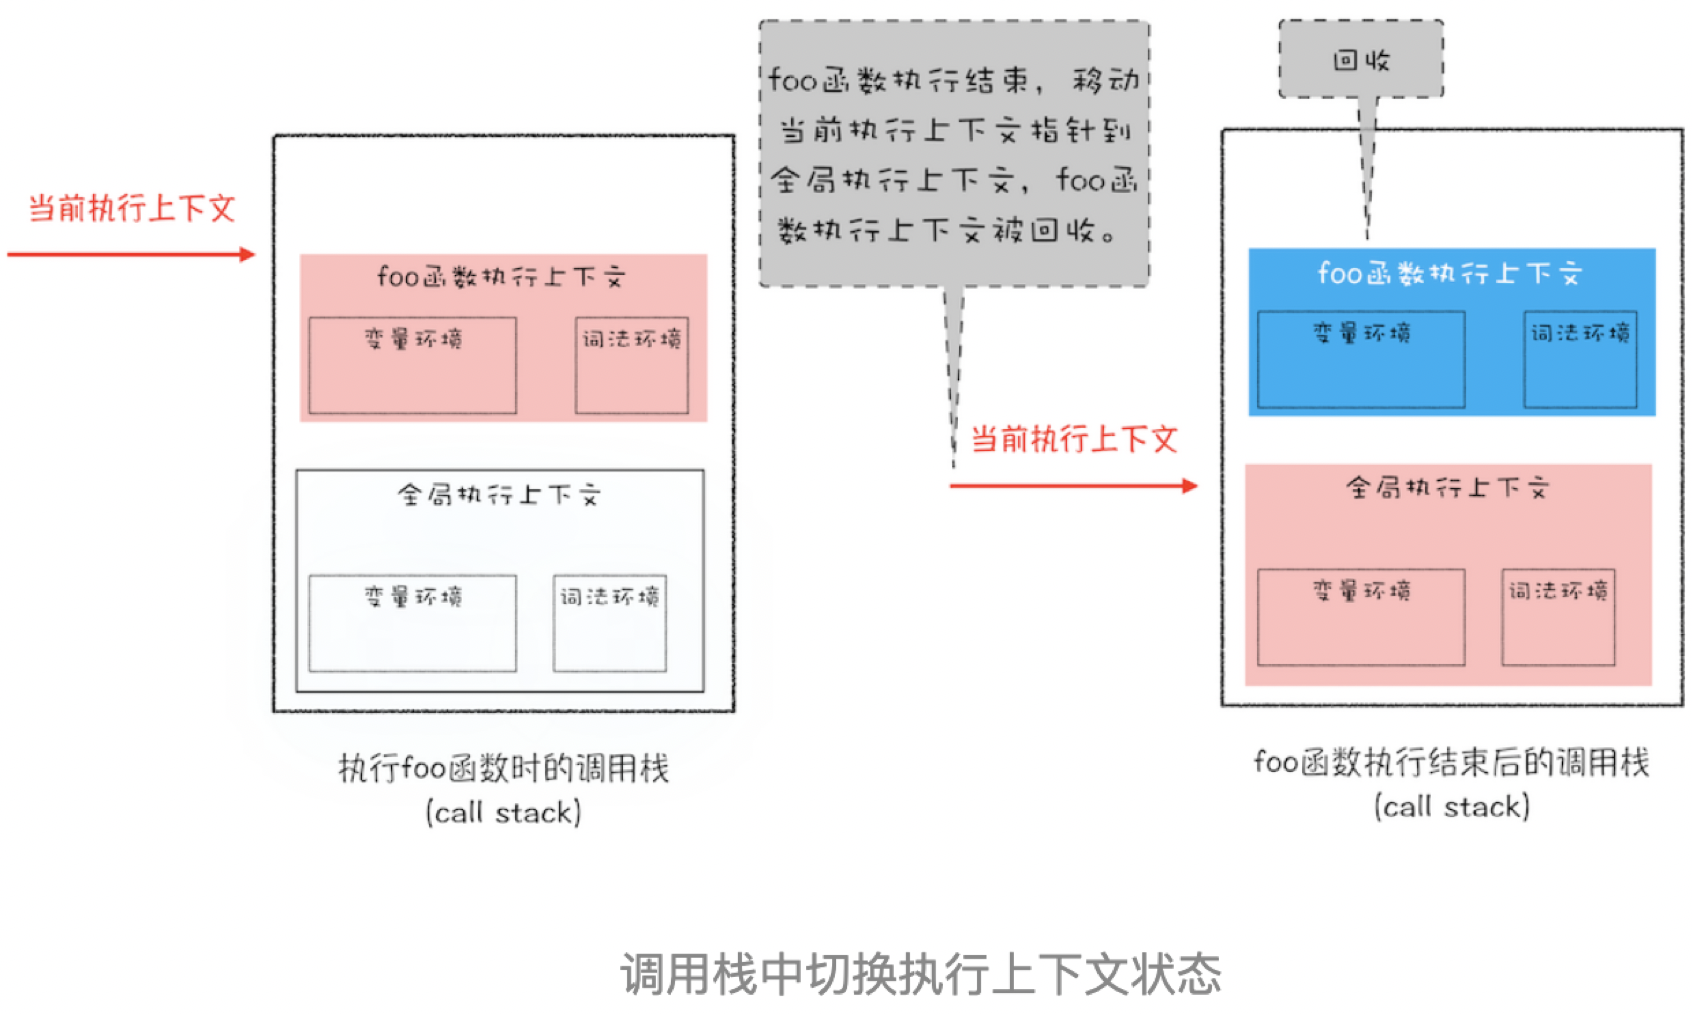 当前执行上下文
foo函数执行上下文
变量环境
词法环境
全局执行上下文
变量环境
词法环境
执行foo函数时的调用栈
(call stack)
foo函数执行结束，移动
当前执行上下文指针到
全局执行上下文，foo函
数执行上下文被回收。
当前执行上下文
回收
foo函数执行上下文
变量环境
词法环境
全局执行上下文
变量环境
词法环境
foo函数执行结束后的调用栈
(call stack)
调用栈中切换执行上下文状态